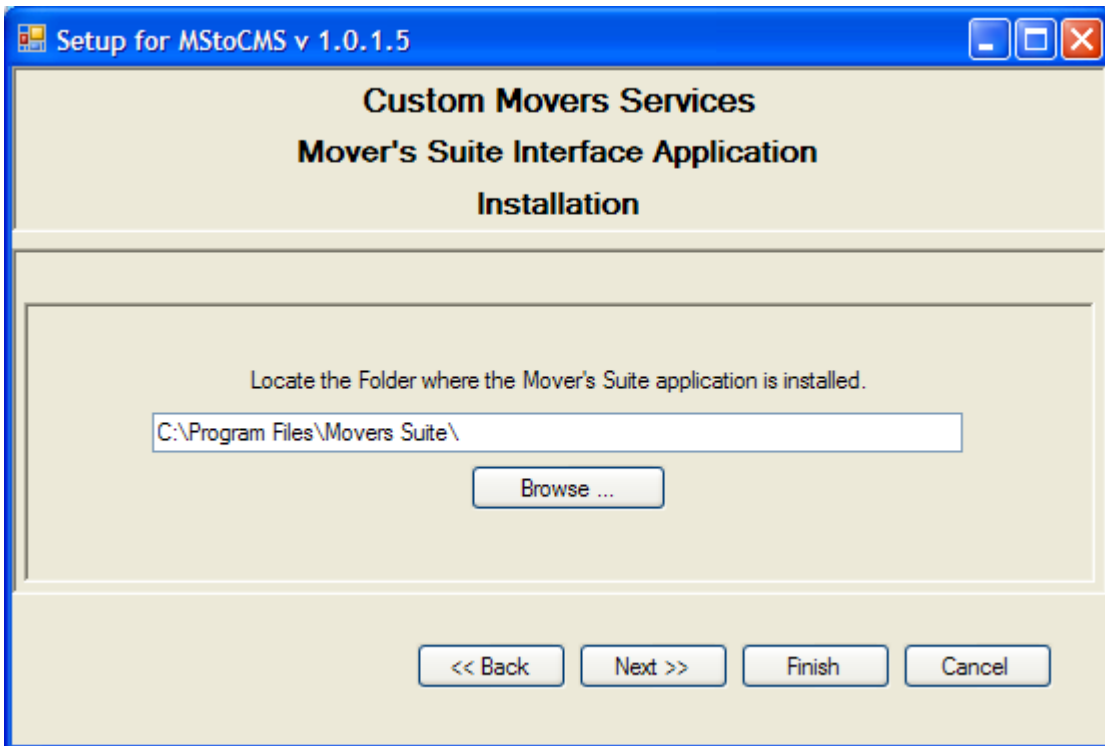 Setup for MStoCMS v 1.0.1.5
Custom Movers Services
Mover's Suite Interface Application
Installation
Locate the Folder where the Mover's Suite application is installed.
C:\Program Files\Movers Suite\
Browse ...
<< Back Next >> Finish Cancel